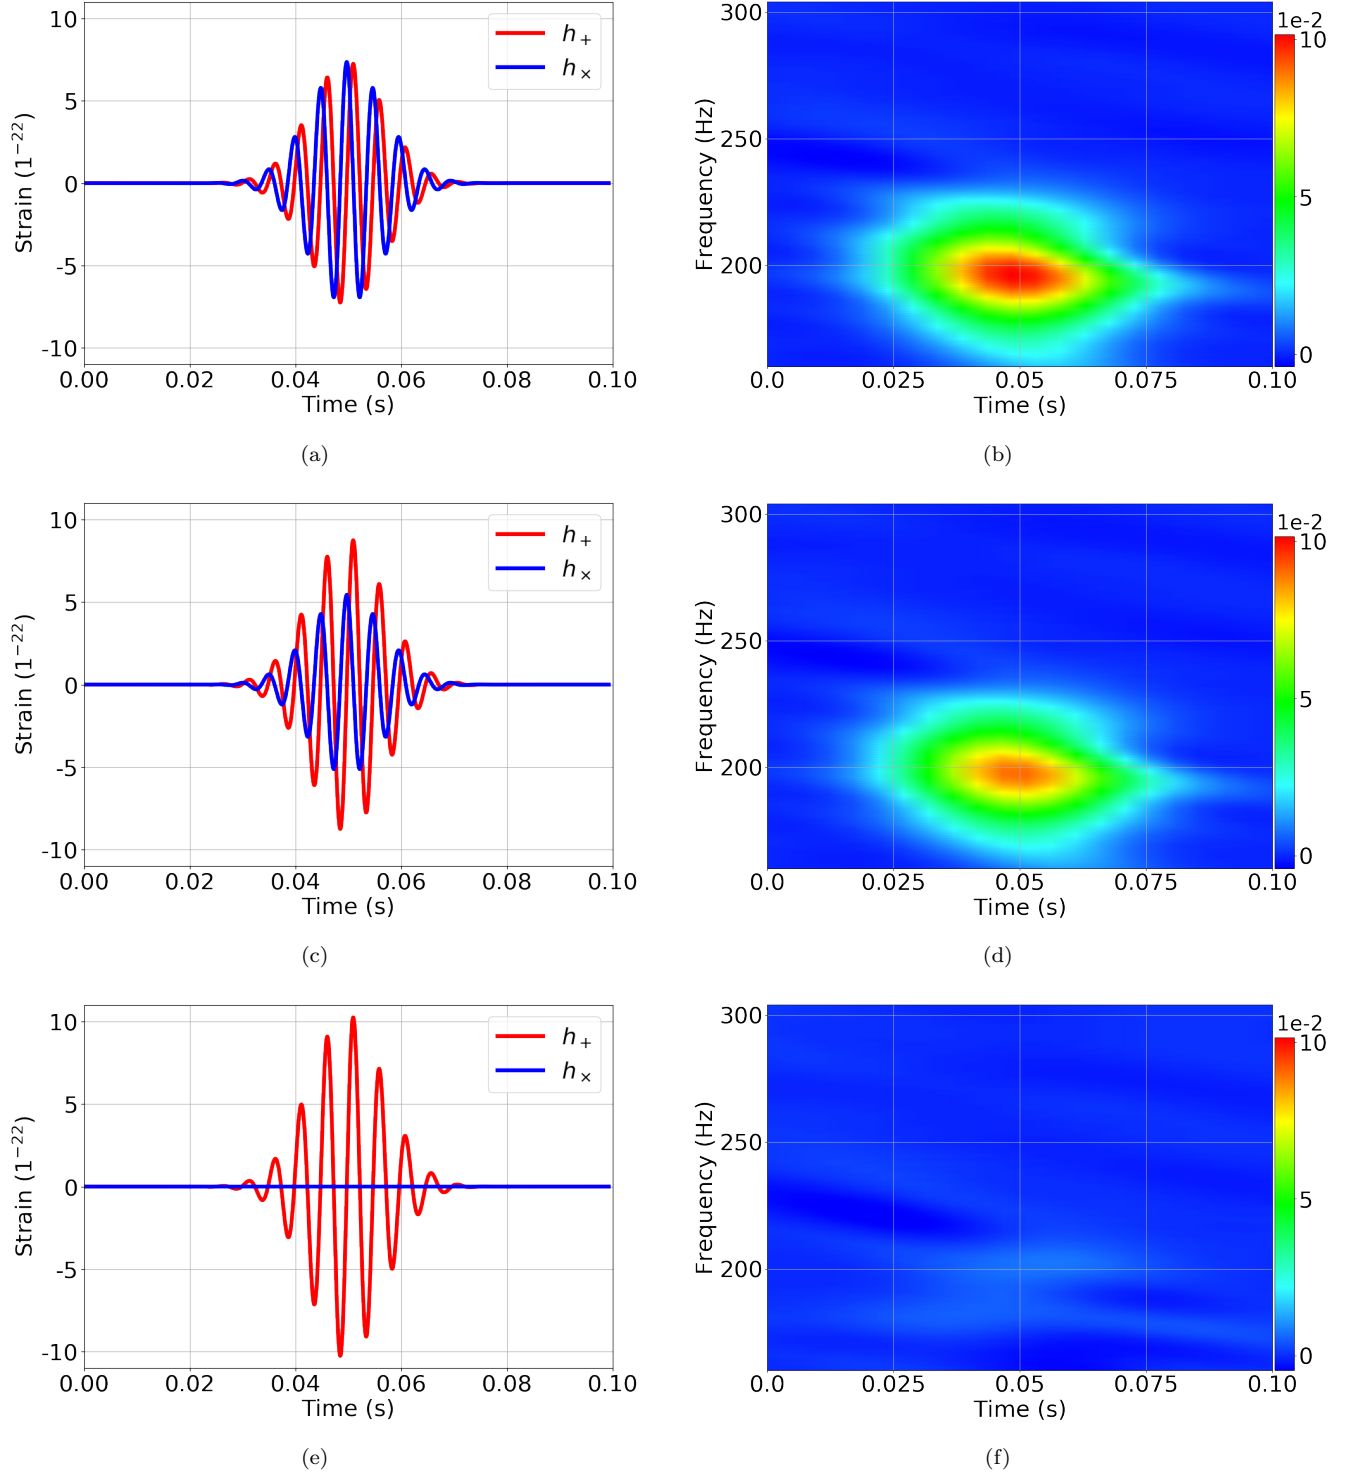 10
5
0
-5
-10
Strain (1⁻²²)
h₊
h×
0.00 0.02 0.04 0.06 0.08 0.10
Time (s)
(a)
300
250
200
Frequency (Hz)
1e-2
10
5
0
0.0 0.025 0.05 0.075 0.10
Time (s)
(b)
10
5
0
-5
-10
Strain (1⁻²²)
h₊
h×
0.00 0.02 0.04 0.06 0.08 0.10
Time (s)
(c)
300
250
200
Frequency (Hz)
1e-2
10
5
0
0.0 0.025 0.05 0.075 0.10
Time (s)
(d)
10
5
0
-5
-10
Strain (1⁻²²)
h₊
h×
0.00 0.02 0.04 0.06 0.08 0.10
Time (s)
(e)
300
250
200
Frequency (Hz)
1e-2
10
5
0
0.0 0.025 0.05 0.075 0.10
Time (s)
(f)